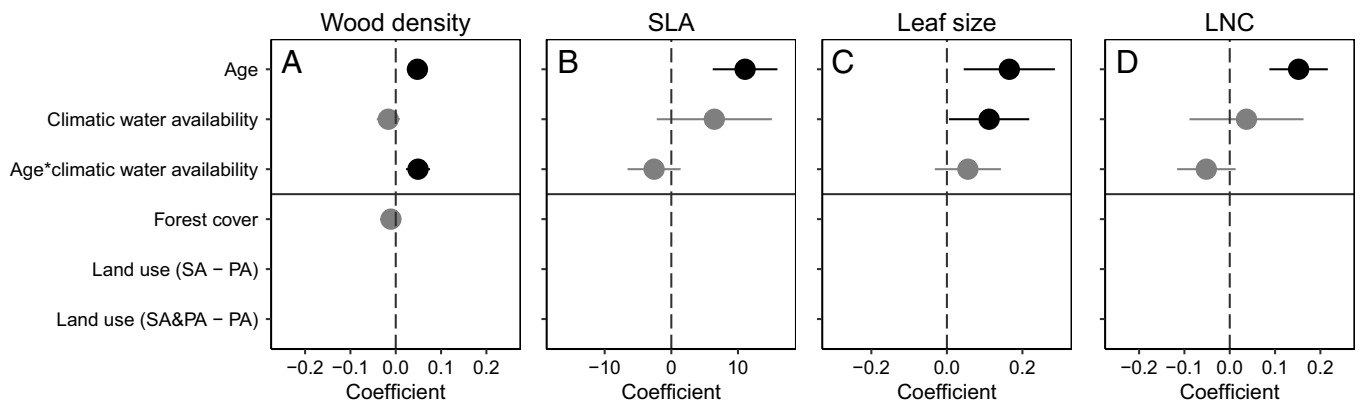 Wood density SLA Leaf size LNC
A B C D
Age
Climatic water availability
Age*climatic water availability
Forest cover
Land use (SA − PA)
Land use (SA&PA − PA)
−0.2 −0.1 0.0 0.1 0.2 −10 0 10 −0.2 0.0 0.2 −0.2 −0.1 0.0 0.1 0.2
Coefficient Coefficient Coefficient Coefficient